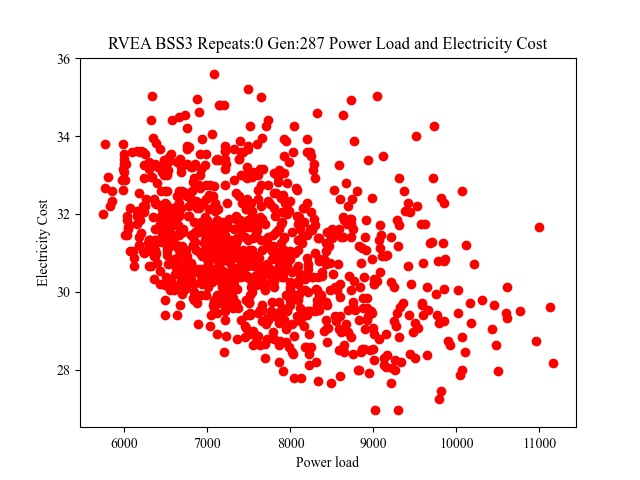 RVEA BSS3 Repeats:0 Gen:287 Power Load and Electricity Cost
36
34
32
30
28
Electricity Cost
6000 7000 8000 9000 10000 11000
Power load